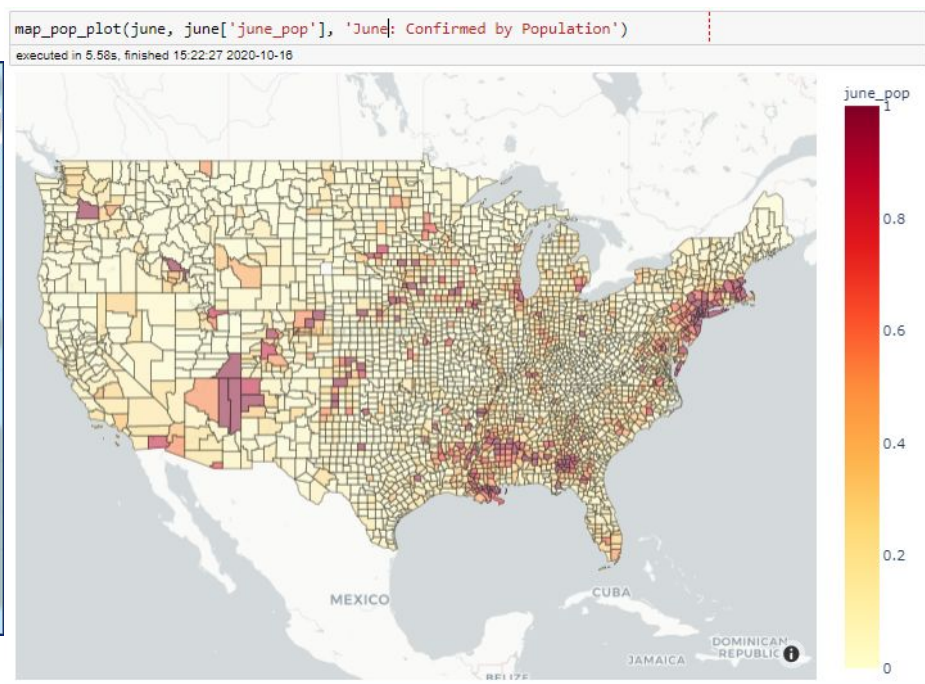 map_pop_plot(june, june['june_pop'], 'June: Confirmed by Population')
executed in 5.58s, finished 15:22:27 2020-10-16
june_pop
1
0.8
0.6
0.4
0.2
0
MEXICO
CUBA
DOMINICAN
REPUBLIC
JAMAICA
BELIZE
i